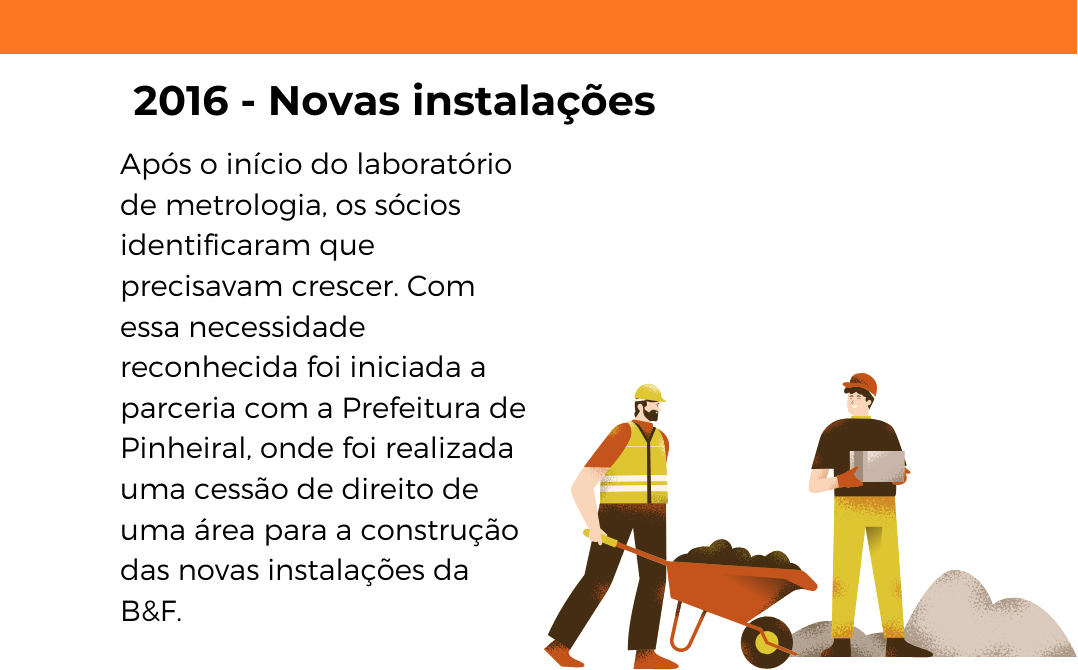 2016 - Novas instalações
Após o início do laboratório
de metrologia, os sócios
identificaram que
precisavam crescer. Com
essa necessidade
reconhecida foi iniciada a
parceria com a Prefeitura de
Pinheiral, onde foi realizada
uma cessão de direito de
uma área para a construção
das novas instalações da
B&F.